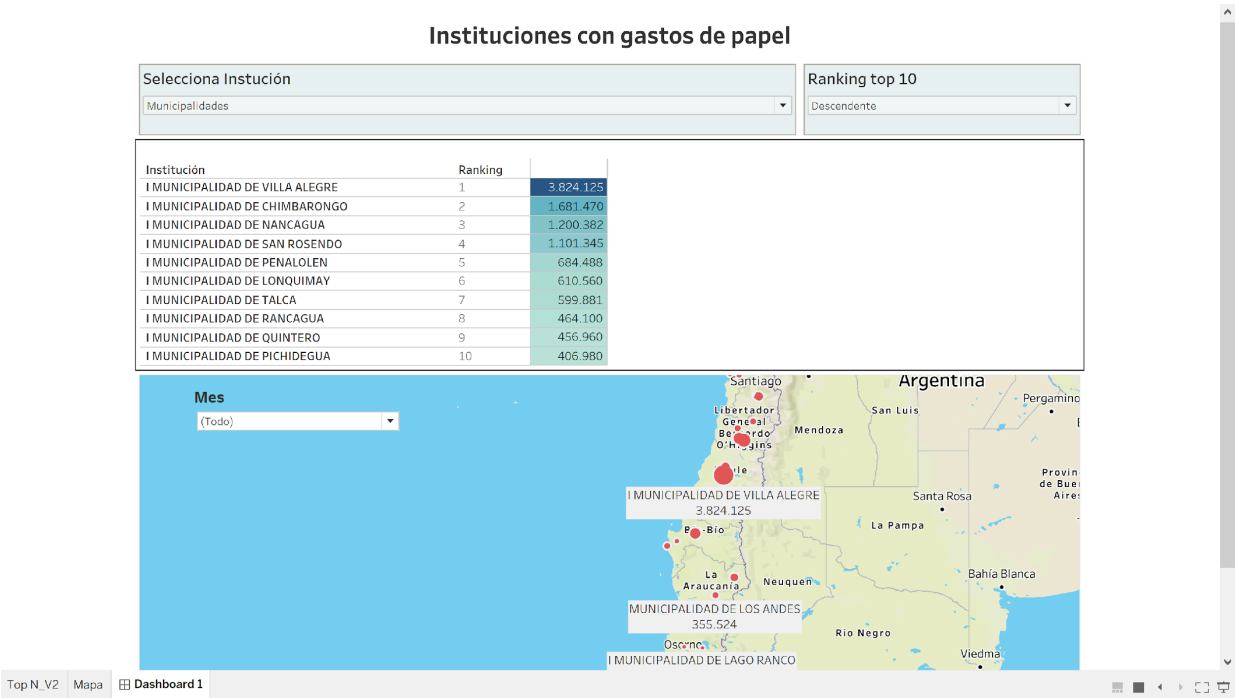 Instituciones con gastos de papel
Selecciona Instución
Ranking top 10
Municipalidades
Descendente
Institución Ranking
I MUNICIPALIDAD DE VILLA ALEGRE 1 3.824.125
I MUNICIPALIDAD DE CHIMBARONGO 2 1.681.470
I MUNICIPALIDAD DE NANCAGUA 3 1.200.382
I MUNICIPALIDAD DE SAN ROSENDO 4 1.101.345
I MUNICIPALIDAD DE PENALOLEN 5 684.488
I MUNICIPALIDAD DE LONQUIMAY 6 610.560
I MUNICIPALIDAD DE TALCA 7 599.881
I MUNICIPALIDAD DE RANCAGUA 8 464.100
I MUNICIPALIDAD DE QUINTERO 9 456.960
I MUNICIPALIDAD DE PICHIDEGUA 10 406.980
Mes
(Todo)
Santiago
Argentina
Pergamino
Libertador
General
Bernardo
O'Higgins
San Luis
Mendoza
Provin
de Bue
Aires
I MUNICIPALIDAD DE VILLA ALEGRE
3.824.125
Santa Rosa
La Pampa
La
Araucanía
Neuquen
Bahía Blanca
MUNICIPALIDAD DE LOS ANDES
355.524
Rio Negro
Osorno
Viedma
I MUNICIPALIDAD DE LAGO RANCO
Top N_V2 Mapa Dashboard 1